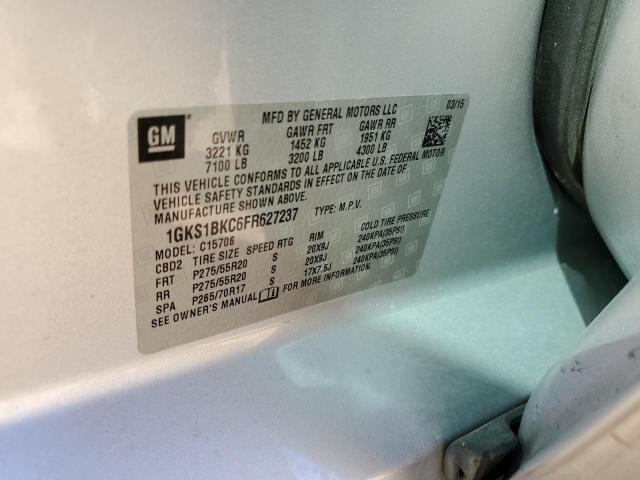 GM
MFD BY GENERAL MOTORS LLC 03/15
GVWR GAWR FRT GAWR RR
3221 KG 1452 KG 1951 KG
7100 LB 3200 LB 4300 LB
THIS VEHICLE CONFORMS TO ALL APPLICABLE U.S. FEDERAL MOTOR
VEHICLE SAFETY STANDARDS IN EFFECT ON THE DATE OF
MANUFACTURE SHOWN ABOVE.
1GKS1BKC6FR627237 TYPE: M.P.V.
MODEL: C15706
CBD2 TIRE SIZE SPEED RTG RIM COLD TIRE PRESSURE
FRT P275/55R20 S 20X9J 240KPA(35PSI)
RR P275/55R20 S 20X9J 240KPA(35PSI)
SPA P265/70R17 S 17X7.5J 240KPA(35PSI)
SEE OWNER'S MANUAL FOR MORE INFORMATION.